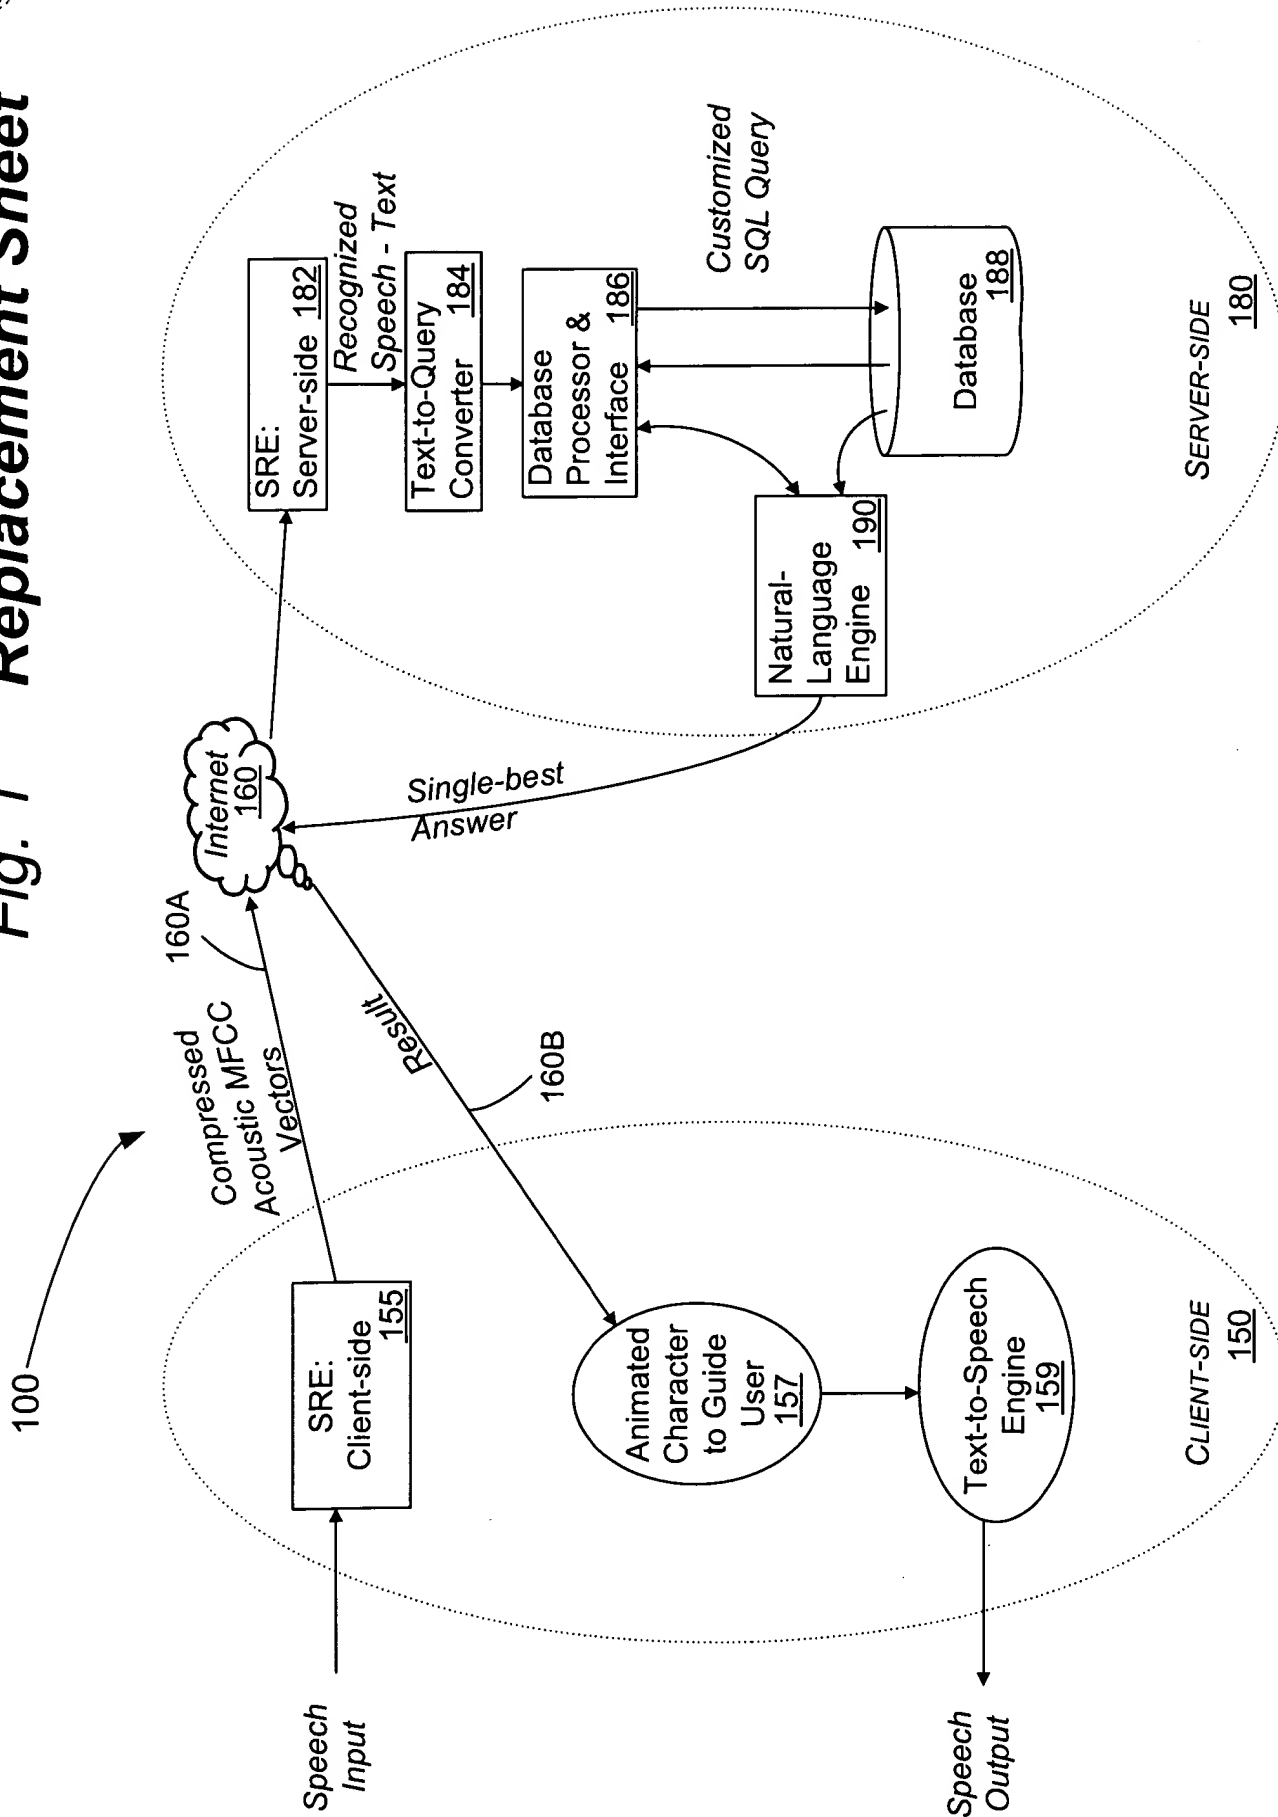 Fig. 1 Replacement Sheet
100
Speech
Input
SRE:
Client-side
155
Compressed
Acoustic MFCC
Vectors
160A
Internet
160
SRE:
Server-side 182
Recognized
Speech - Text
Text-to-Query
Converter 184
Database
Processor &
Interface 186
Customized
SQL Query
Database
188
Natural-
Language
Engine 190
Single-best
Answer
Result
160B
Animated
Character
to Guide
User
157
Text-to-Speech
Engine
159
Speech
Output
CLIENT-SIDE
150
SERVER-SIDE
180